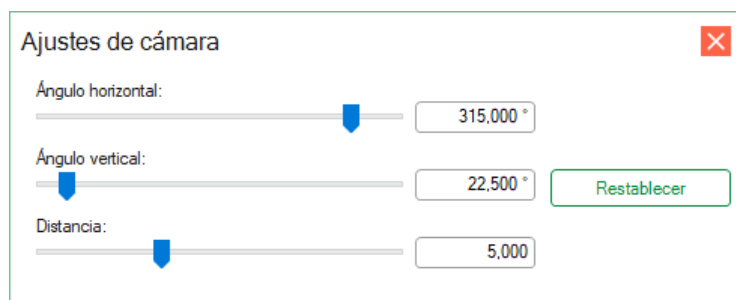 Ajustes de cámara
Ángulo horizontal:
315,000 °
Ángulo vertical:
22,500 °
Restablecer
Distancia:
5,000